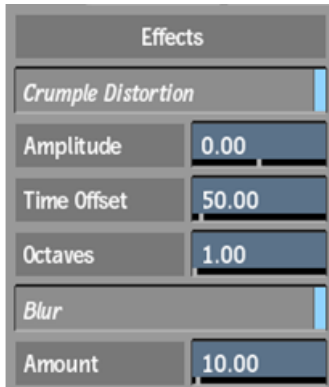 Effects
Crumple Distortion
Amplitude 0.00
Time Offset 50.00
Octaves 1.00
Blur
Amount 10.00